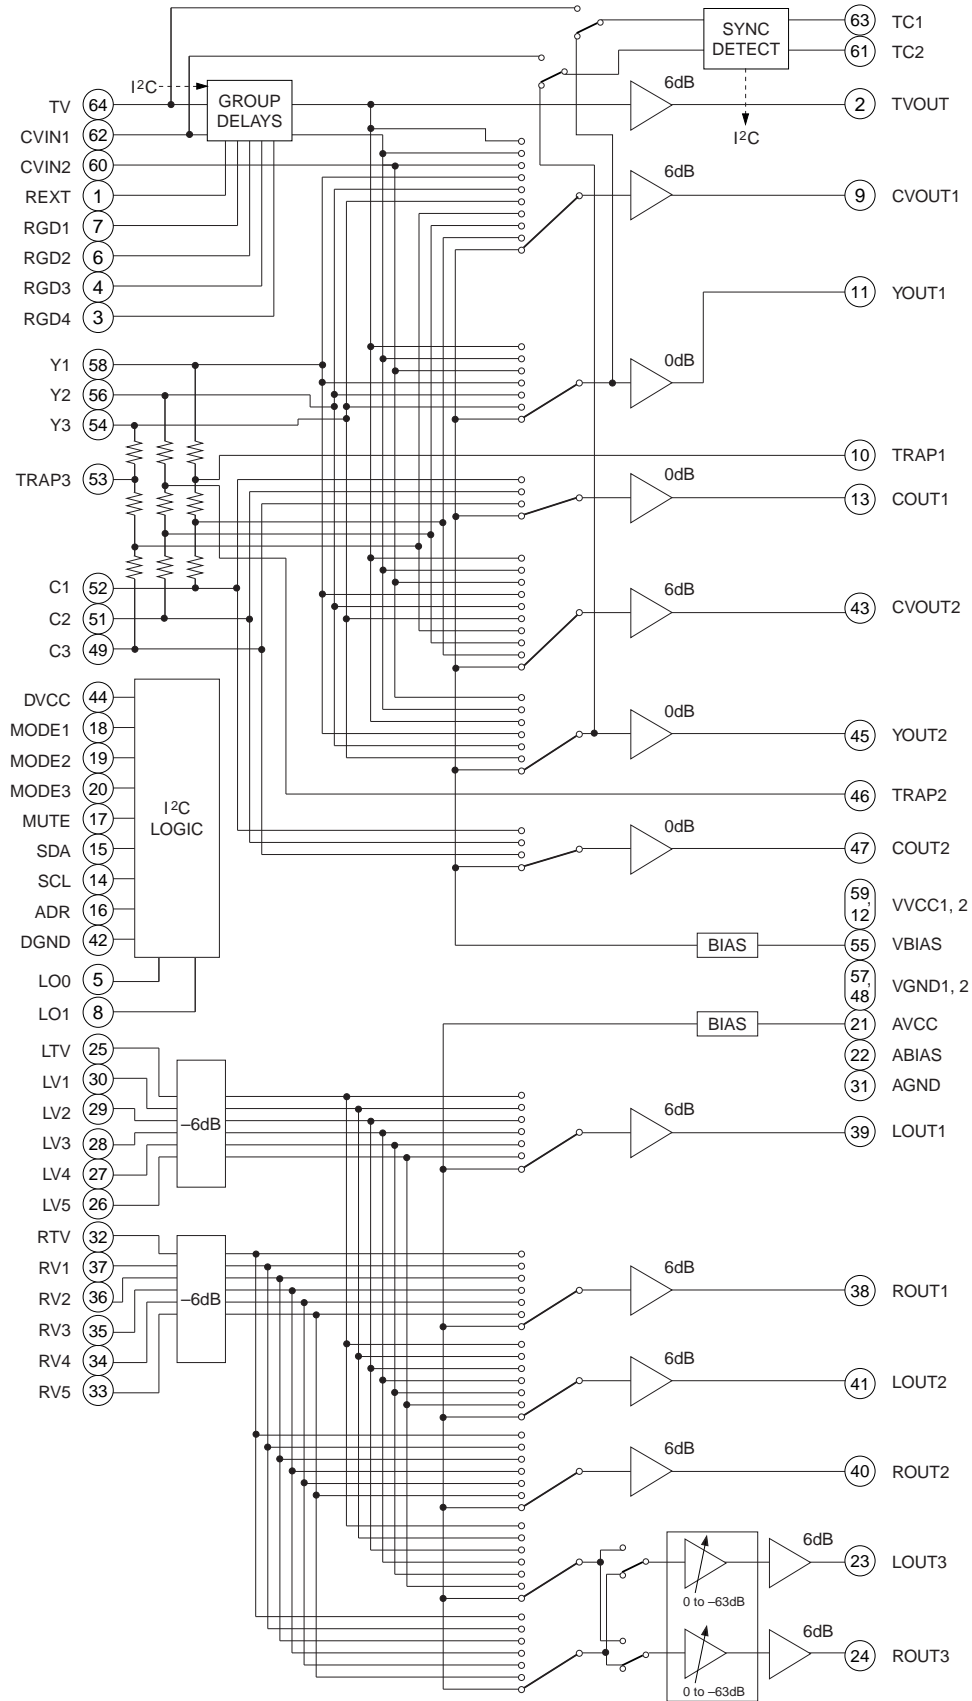 63 TC1
SYNC
DETECT
61 TC2
I²C
I²C
GROUP
DELAYS
TV 64
CVIN1 62
CVIN2 60
REXT 1
RGD1 7
RGD2 6
RGD3 4
RGD4 3
6dB
2 TVOUT
6dB
9 CVOUT1
11 YOUT1
0dB
Y1 58
Y2 56
Y3 54
TRAP3 53
10 TRAP1
0dB
13 COUT1
C1 52
C2 51
C3 49
6dB
43 CVOUT2
DVCC 44
MODE1 18
MODE2 19
MODE3 20
MUTE 17
SDA 15
SCL 14
ADR 16
DGND 42
LO0 5
LO1 8
I²C
LOGIC
0dB
45 YOUT2
46 TRAP2
0dB
47 COUT2
59, 12 VVCC1, 2
BIAS
55 VBIAS
57, 48 VGND1, 2
BIAS
21 AVCC
22 ABIAS
31 AGND
LTV 25
LV1 30
LV2 29
LV3 28
LV4 27
LV5 26
–6dB
6dB
39 LOUT1
RTV 32
RV1 37
RV2 36
RV3 35
RV4 34
RV5 33
–6dB
6dB
38 ROUT1
6dB
41 LOUT2
6dB
40 ROUT2
0 to –63dB
6dB
23 LOUT3
0 to –63dB
6dB
24 ROUT3